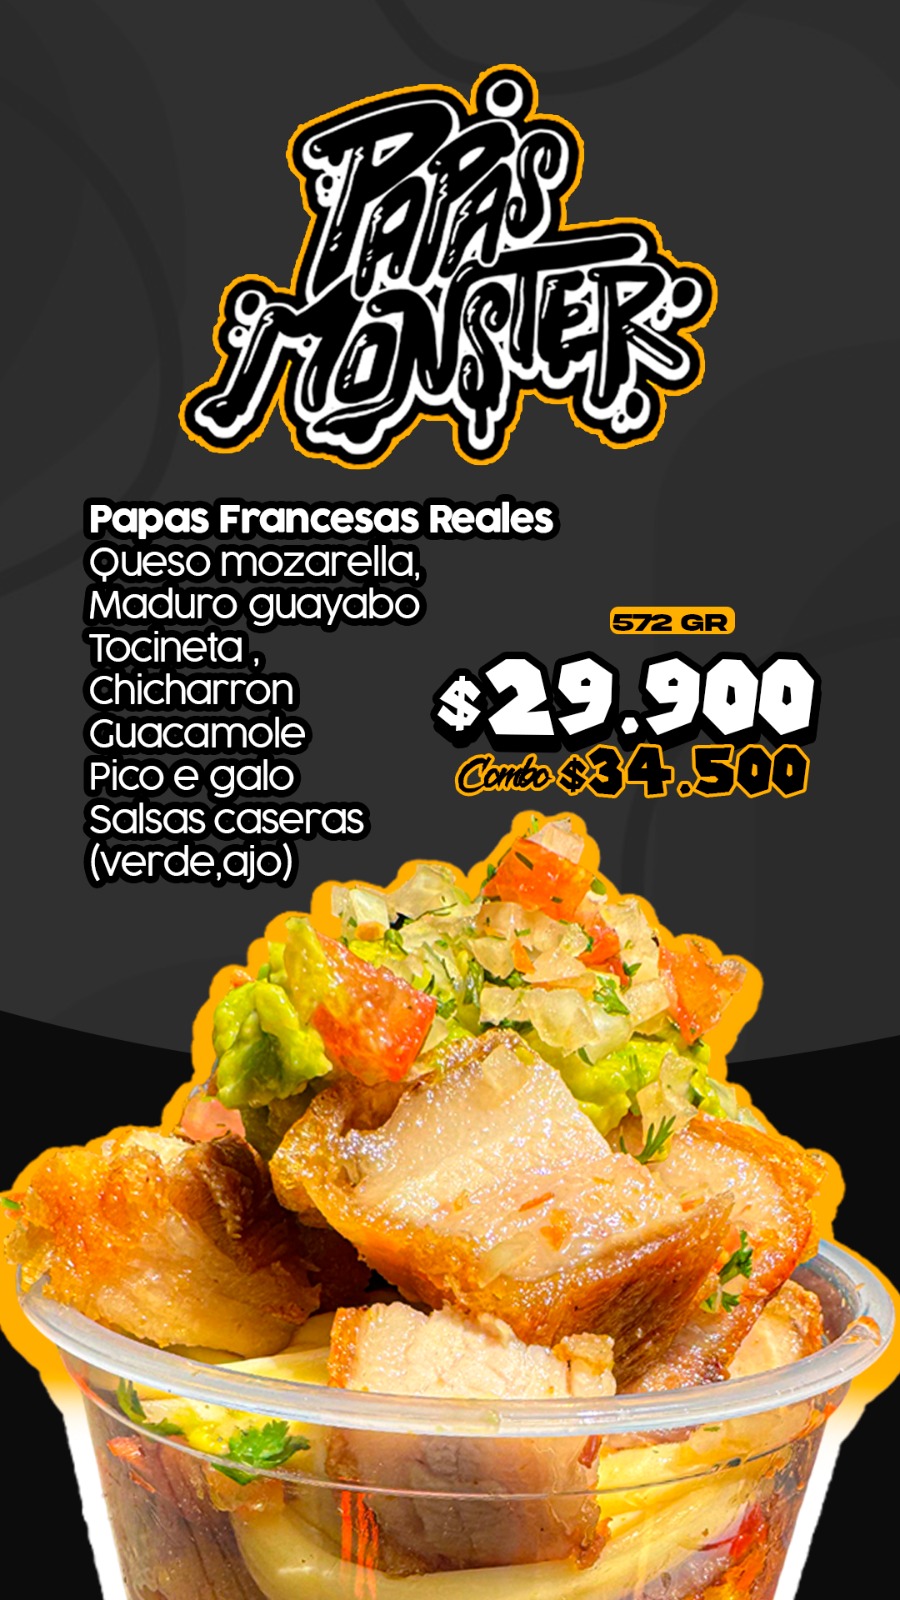 PAPAS
MONSTER
Papas Francesas Reales
Queso mozarella,
Maduro guayabo
Tocineta ,
Chicharron
Guacamole
Pico e galo
Salsas caseras
(verde,ajo)
572 GR
$29.900
Combo $34.500